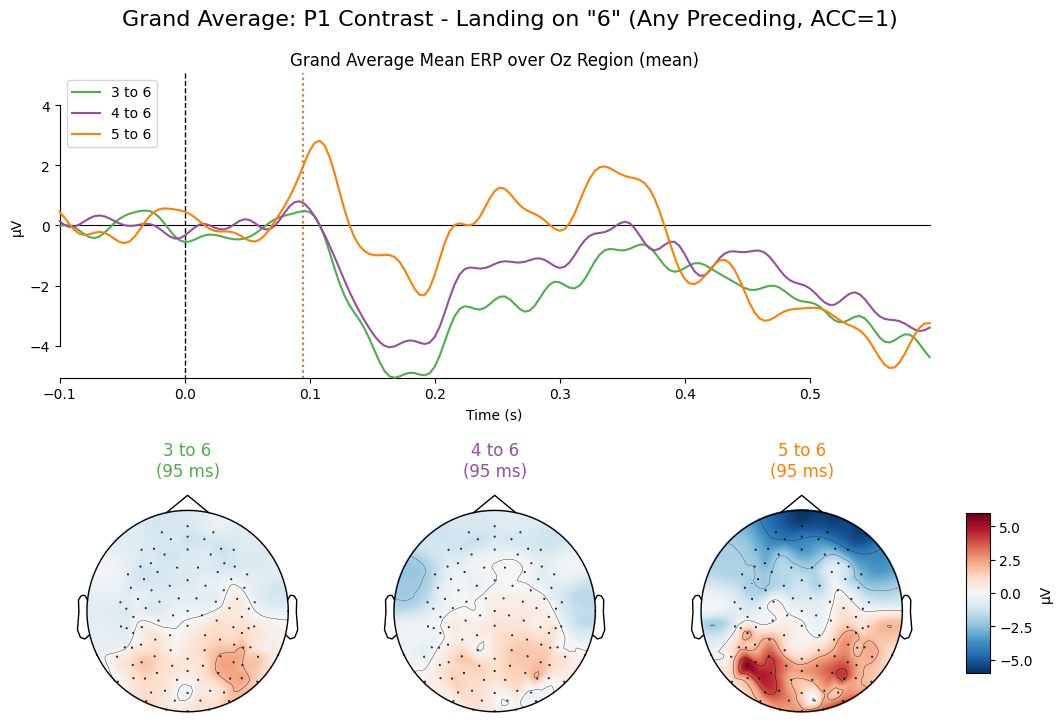 Grand Average: P1 Contrast - Landing on "6" (Any Preceding, ACC=1)
Grand Average Mean ERP over Oz Region (mean)
3 to 6
4 to 6
5 to 6
µV
4
2
0
−2
−4
−0.1 0.0 0.1 0.2 0.3 0.4 0.5
Time (s)
3 to 6
(95 ms)
4 to 6
(95 ms)
5 to 6
(95 ms)
5.0
2.5
0.0
−2.5
−5.0
µV